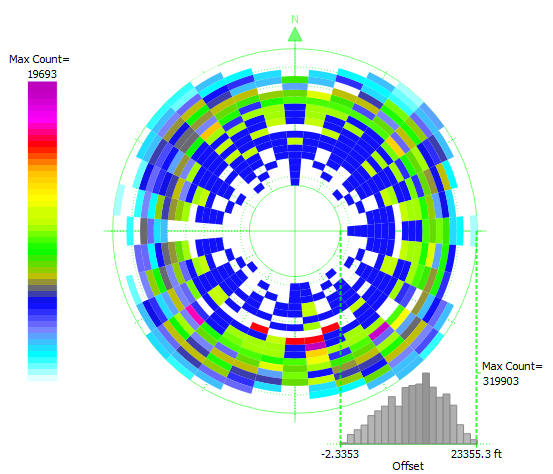 N
Max Count=
19693
Max Count=
319903
-2.3353
23355.3 ft
Offset